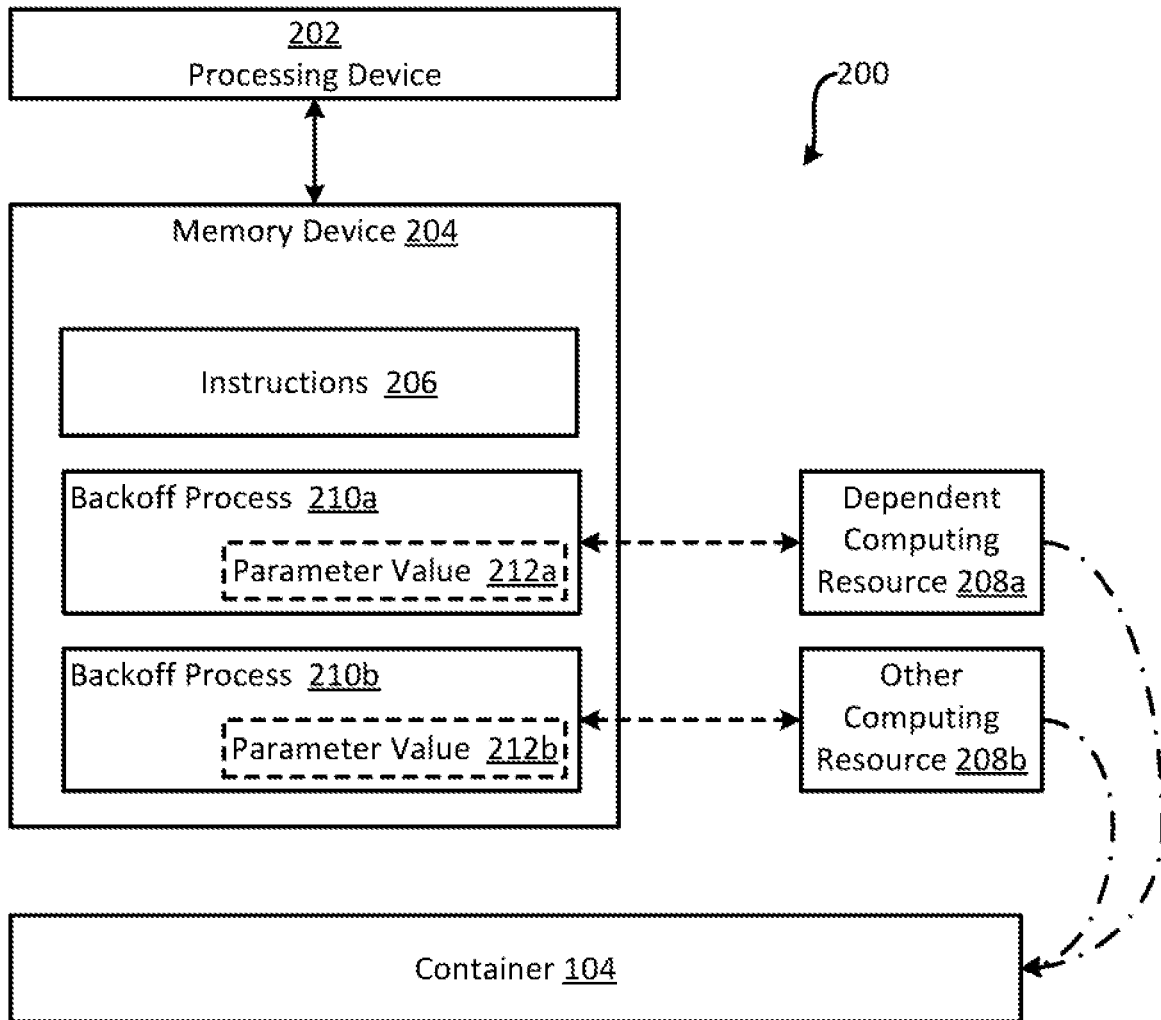 202
Processing Device
200
Memory Device 204
Instructions 206
Backoff Process 210a
Parameter Value 212a
Dependent
Computing
Resource 208a
Backoff Process 210b
Parameter Value 212b
Other
Computing
Resource 208b
Container 104